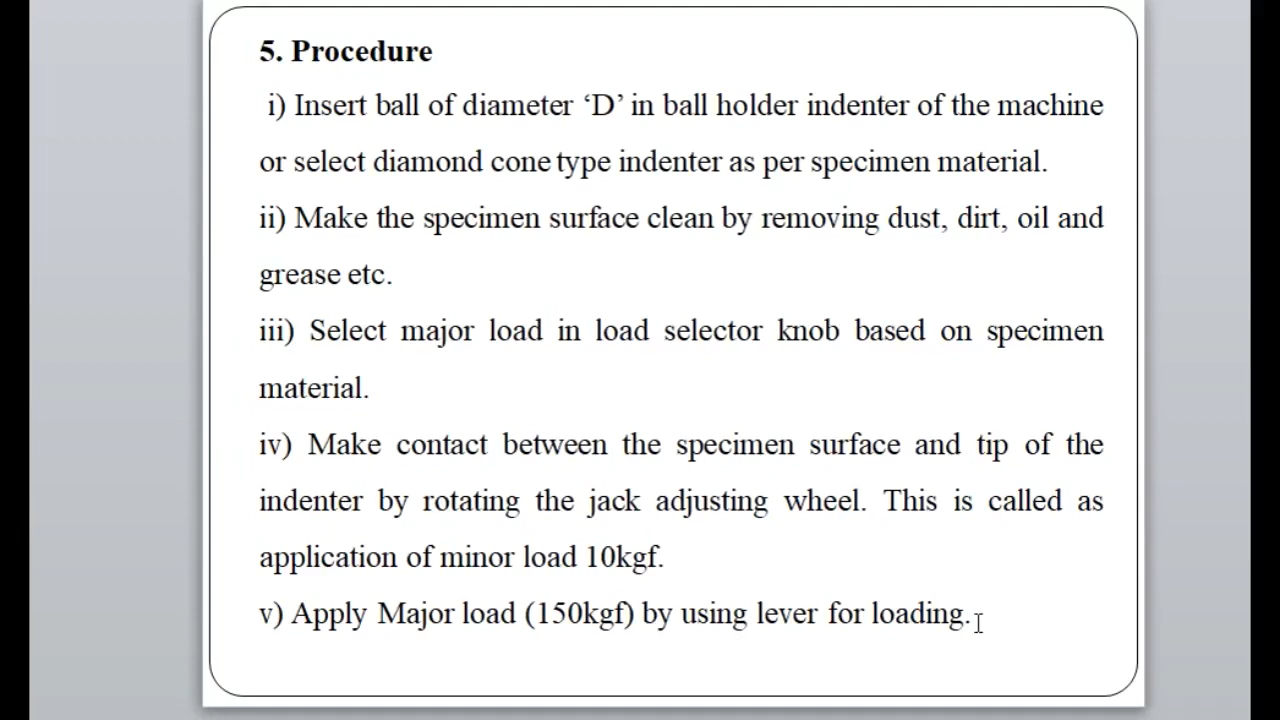 5. Procedure
i) Insert ball of diameter ‘D’ in ball holder indenter of the machine
or select diamond cone type indenter as per specimen material.
ii) Make the specimen surface clean by removing dust, dirt, oil and
grease etc.
iii) Select major load in load selector knob based on specimen
material.
iv) Make contact between the specimen surface and tip of the
indenter by rotating the jack adjusting wheel. This is called as
application of minor load 10kgf.
v) Apply Major load (150kgf) by using lever for loading.